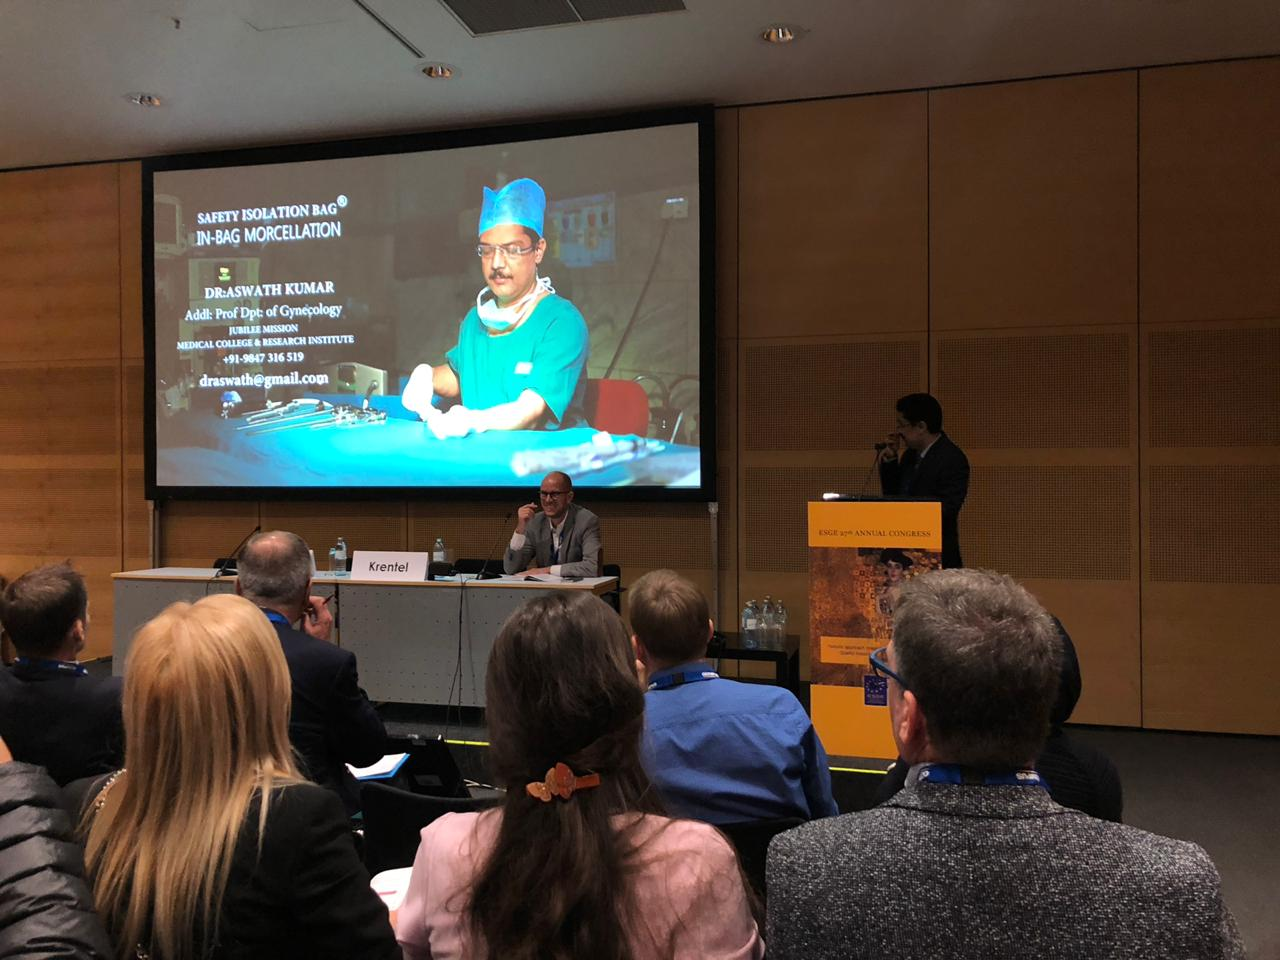 SAFETY ISOLATION BAG®
IN-BAG MORCELLATION
DR:ASWATH KUMAR
Addl: Prof Dpt: of Gynecology
JUBILEE MISSION
MEDICAL COLLEGE & RESEARCH INSTITUTE
+91-9847 316 519
draswath@gmail.com
Krentel
ESGE 27th ANNUAL CONGRESS